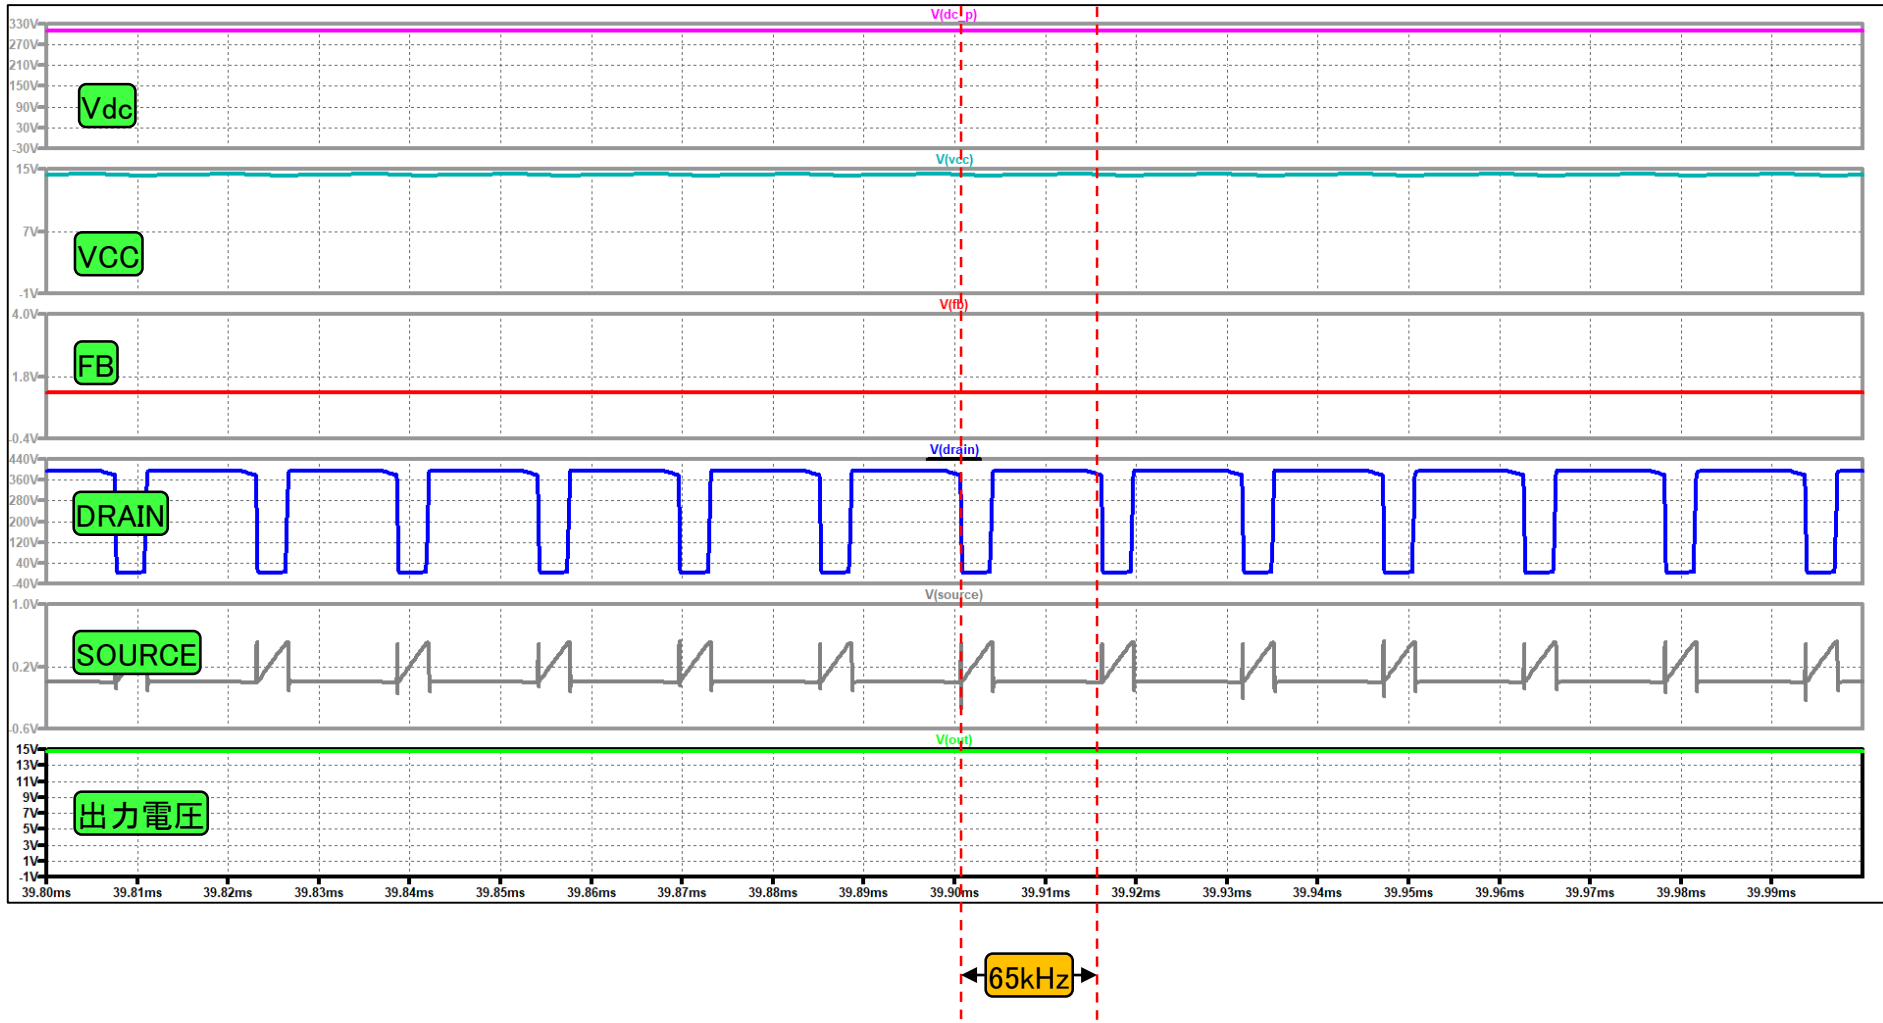 V(dc_p)
330V
270V
210V
150V
90V
30V
-30V
Vdc
V(vcc)
15V
7V
-1V
VCC
V(fb)
4.0V
1.8V
-0.4V
FB
V(drain)
440V
360V
280V
200V
120V
40V
-40V
DRAIN
V(source)
1.0V
0.2V
-0.6V
SOURCE
V(out)
15V
13V
11V
9V
7V
5V
3V
1V
-1V
出力電圧
39.80ms 39.81ms 39.82ms 39.83ms 39.84ms 39.85ms 39.86ms 39.87ms 39.88ms 39.89ms 39.90ms 39.91ms 39.92ms 39.93ms 39.94ms 39.95ms 39.96ms 39.97ms 39.98ms 39.99ms
65kHz